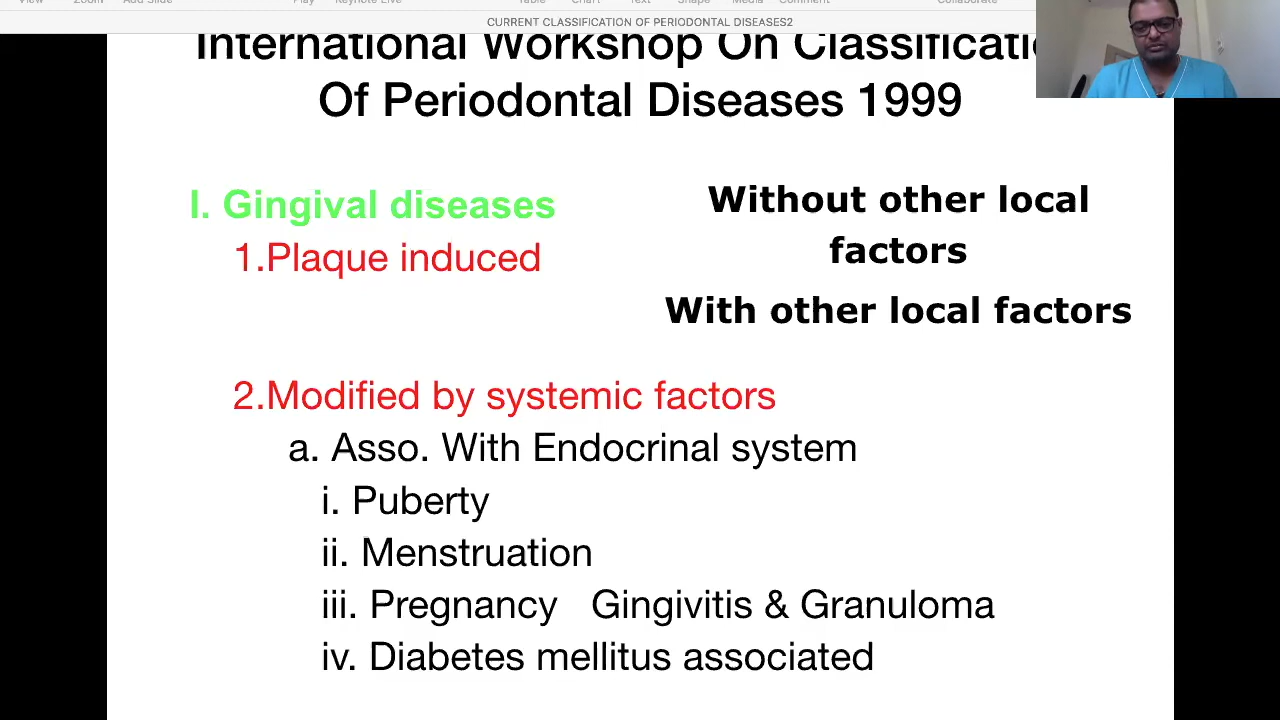 View Zoom Add Slide Play Keynote Live Table Chart Text Shape Media Comment Collaborate
CURRENT CLASSIFICATION OF PERIODONTAL DISEASES2
International Workshop On
Of Periodontal Diseases 1999
I. Gingival diseases
1.Plaque induced
Without other local
factors
With other local factors
2.Modified by systemic factors
a. Asso. With Endocrinal system
i. Puberty
ii. Menstruation
iii. Pregnancy Gingivitis & Granuloma
iv. Diabetes mellitus associated